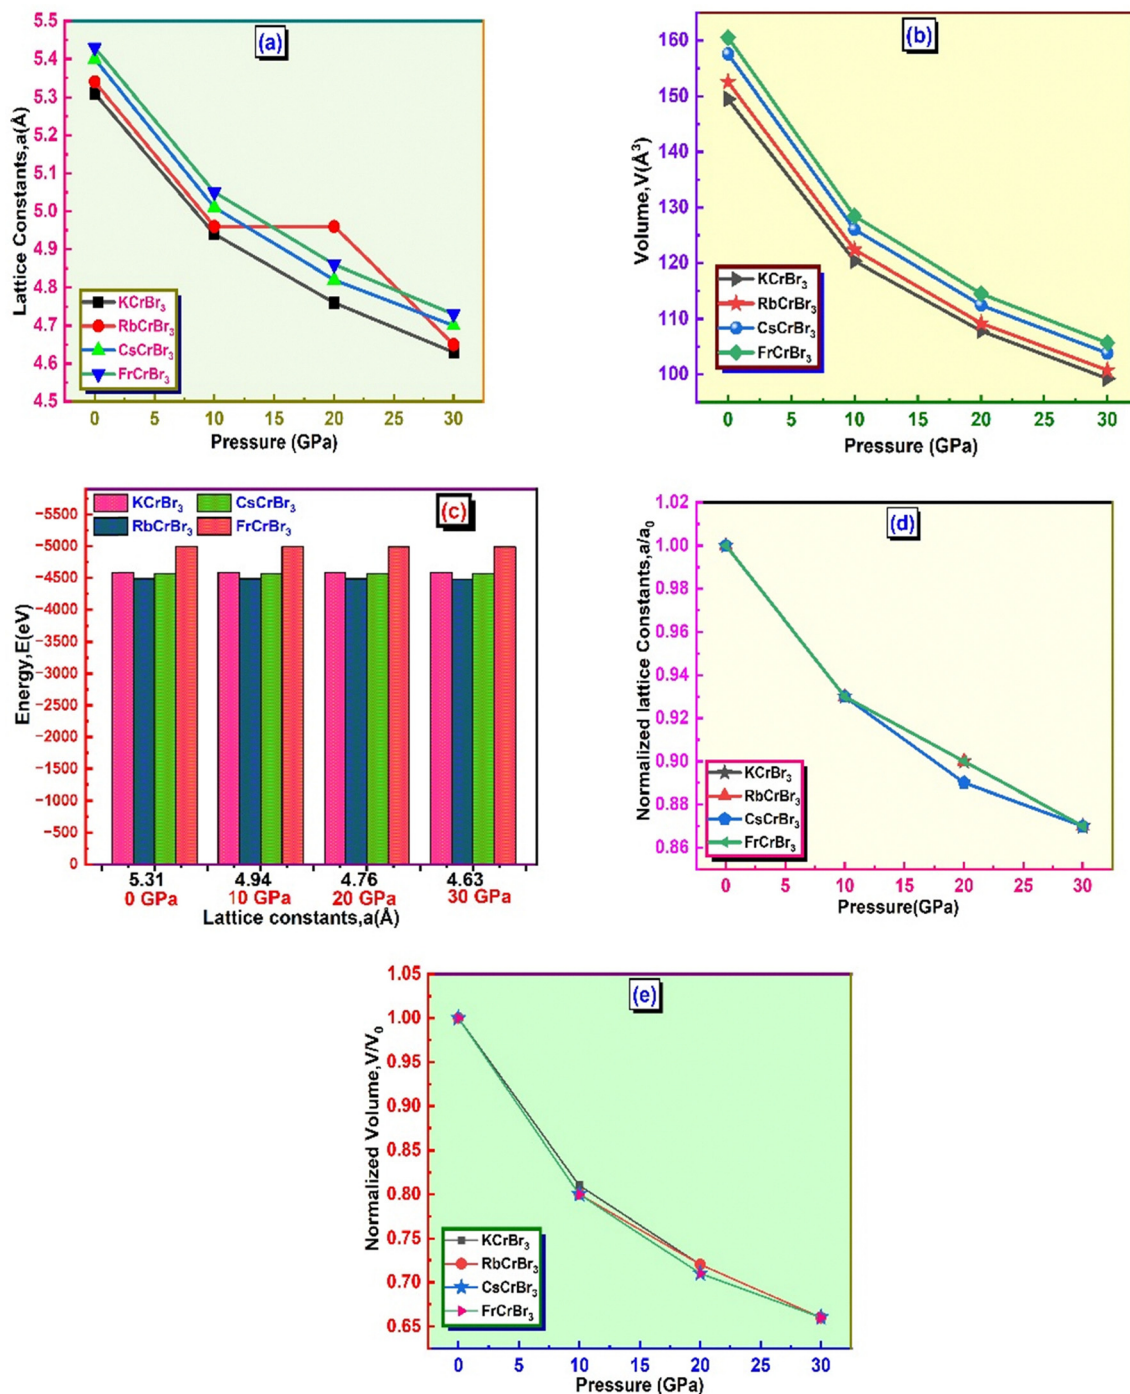 (a)
Lattice Constants,a(Å)
5.5
5.4
5.3
5.2
5.1
5.0
4.9
4.8
4.7
4.6
4.5
KCrBr3
RbCrBr3
CsCrBr3
FrCrBr3
0 5 10 15 20 25 30
Pressure (GPa)
(b)
Volume,V(Å³)
160
150
140
130
120
110
100
KCrBr3
RbCrBr3
CsCrBr3
FrCrBr3
0 5 10 15 20 25 30
Pressure (GPa)
(c)
Energy,E(eV)
KCrBr3 CsCrBr3
RbCrBr3 FrCrBr3
−5500
−5000
−4500
−4000
−3500
−3000
−2500
−2000
−1500
−1000
−500
0
5.31 4.94 4.76 4.63
0 GPa 10 GPa 20 GPa 30 GPa
Lattice constants,a(Å)
(d)
Normalized lattice Constants,a/a0
1.02
1.00
0.98
0.96
0.94
0.92
0.90
0.88
0.86
KCrBr3
RbCrBr3
CsCrBr3
FrCrBr3
0 5 10 15 20 25 30
Pressure(GPa)
(e)
Normalized Volume,V/V0
1.05
1.00
0.95
0.90
0.85
0.80
0.75
0.70
0.65
KCrBr3
RbCrBr3
CsCrBr3
FrCrBr3
0 5 10 15 20 25 30
Pressure (GPa)